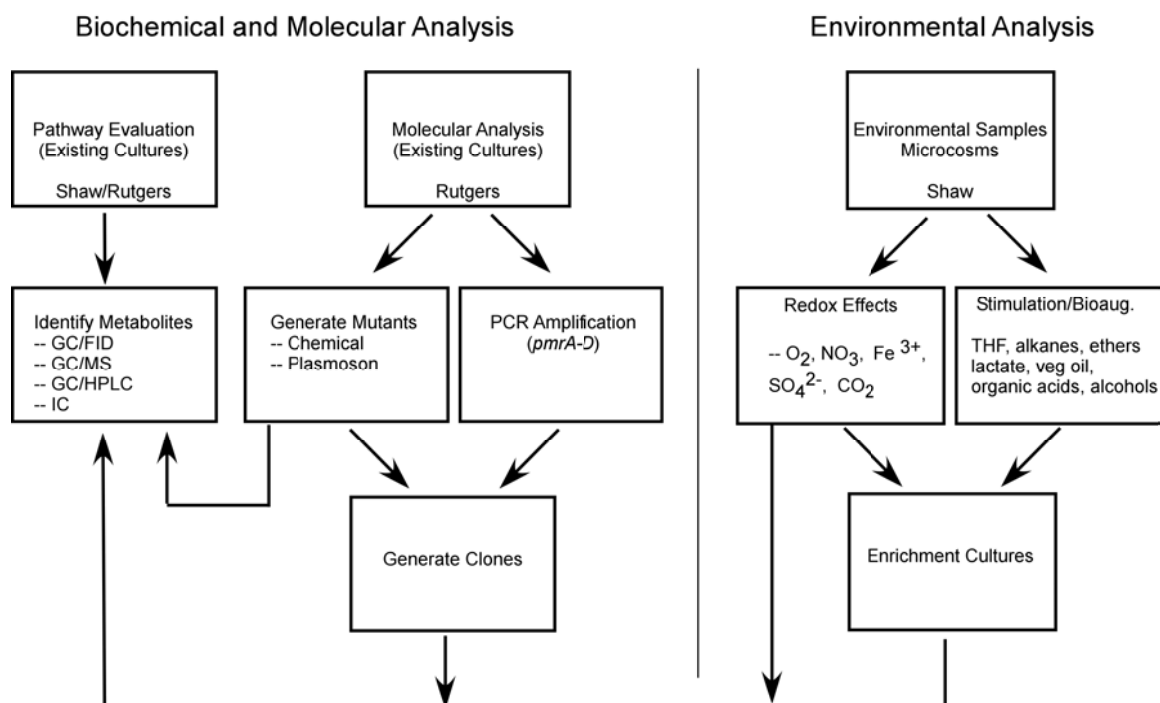 Biochemical and Molecular Analysis
Environmental Analysis
Pathway Evaluation
(Existing Cultures)
Shaw/Rutgers
Molecular Analysis
(Existing Cultures)
Rutgers
Environmental Samples
Microcosms
Shaw
Identify Metabolites
-- GC/FID
-- GC/MS
-- GC/HPLC
-- IC
Generate Mutants
-- Chemical
-- Plasmoson
PCR Amplification
(pmrA-D)
Redox Effects
-- O2, NO3, Fe 3+,
SO4 2-, CO2
Stimulation/Bioaug.
THF, alkanes, ethers
lactate, veg oil,
organic acids, alcohols
Generate Clones
Enrichment Cultures